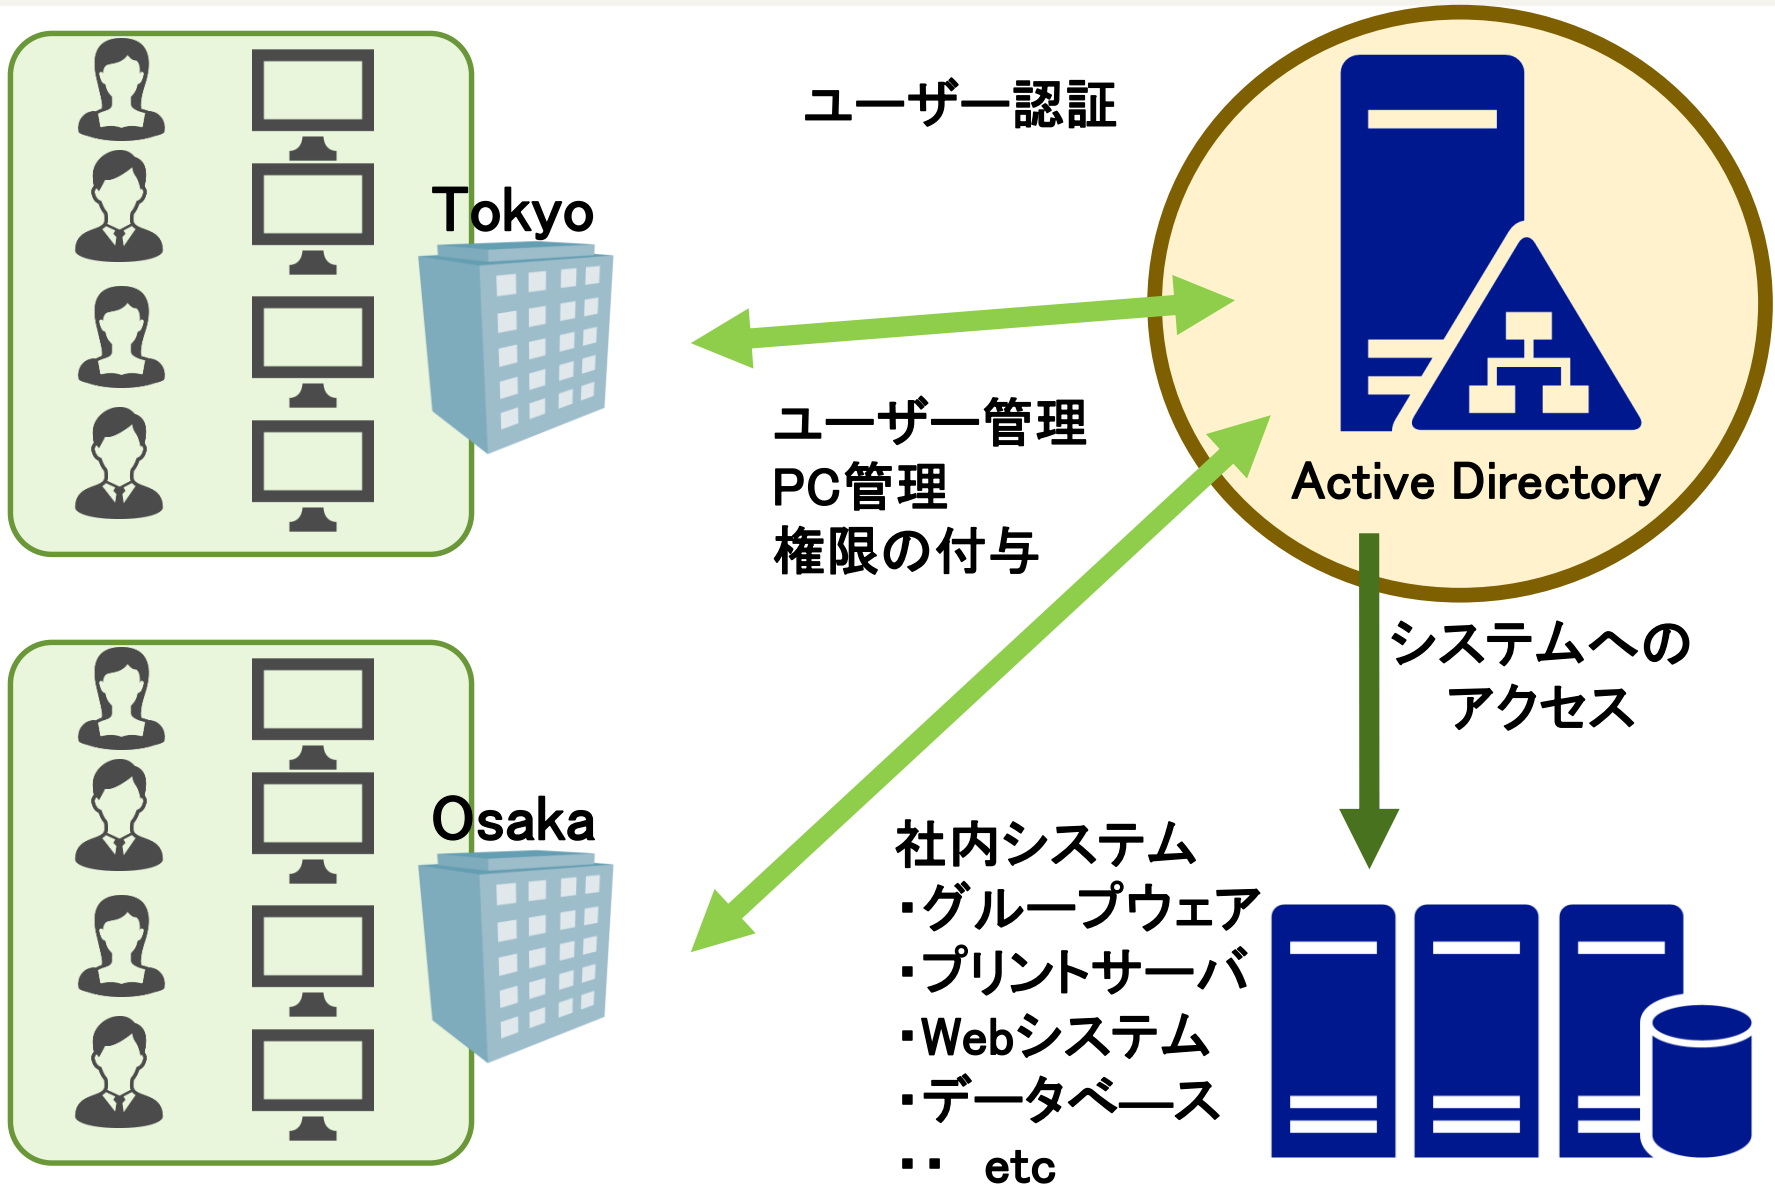 ユーザー認証
Tokyo
ユーザー管理
PC管理
権限の付与
Active Directory
システムへの
アクセス
Osaka
社内システム
・グループウェア
・プリントサーバ
・Webシステム
・データベース
・・ etc